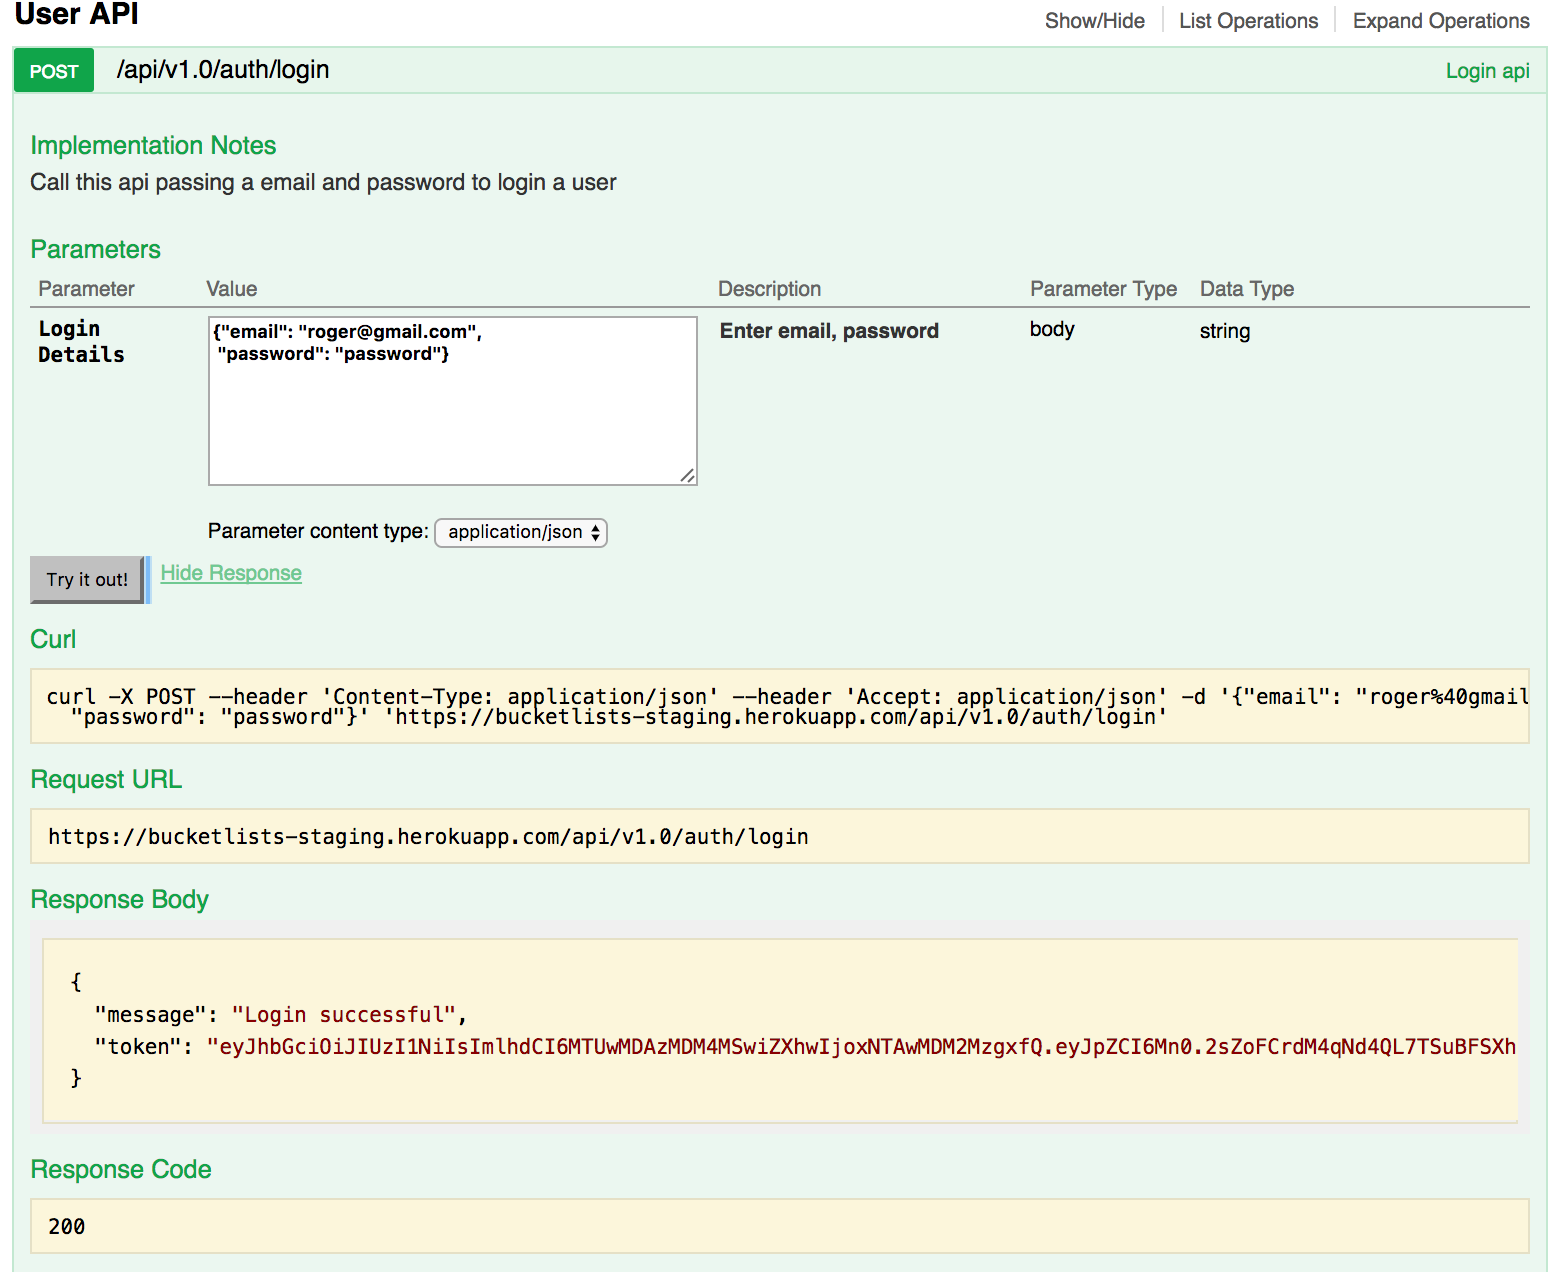 User API
Show/Hide
List Operations
Expand Operations
POST
/api/v1.0/auth/login
Login api
Implementation Notes
Call this api passing a email and password to login a user
Parameters
Parameter
Value
Description
Parameter Type
Data Type
Login
Details
{"email": "roger@gmail.com",
"password": "password"}
Enter email, password
body
string
Parameter content type:
application/json
Try it out!
Hide Response
Curl
curl -X POST --header 'Content-Type: application/json' --header 'Accept: application/json' -d '{"email": "roger%40gmail
"password": "password"}' 'https://bucketlists-staging.herokuapp.com/api/v1.0/auth/login'
Request URL
https://bucketlists-staging.herokuapp.com/api/v1.0/auth/login
Response Body
{
"message": "Login successful",
"token": "eyJhbGciOiJIUzI1NiIsImlhdCI6MTUwMDAzMDM4MSwiZXhwIjoxNTAwMDM2MzgxfQ.eyJpZCI6Mn0.2sZoFCrdM4qNd4QL7TSuBFSXh
}
Response Code
200